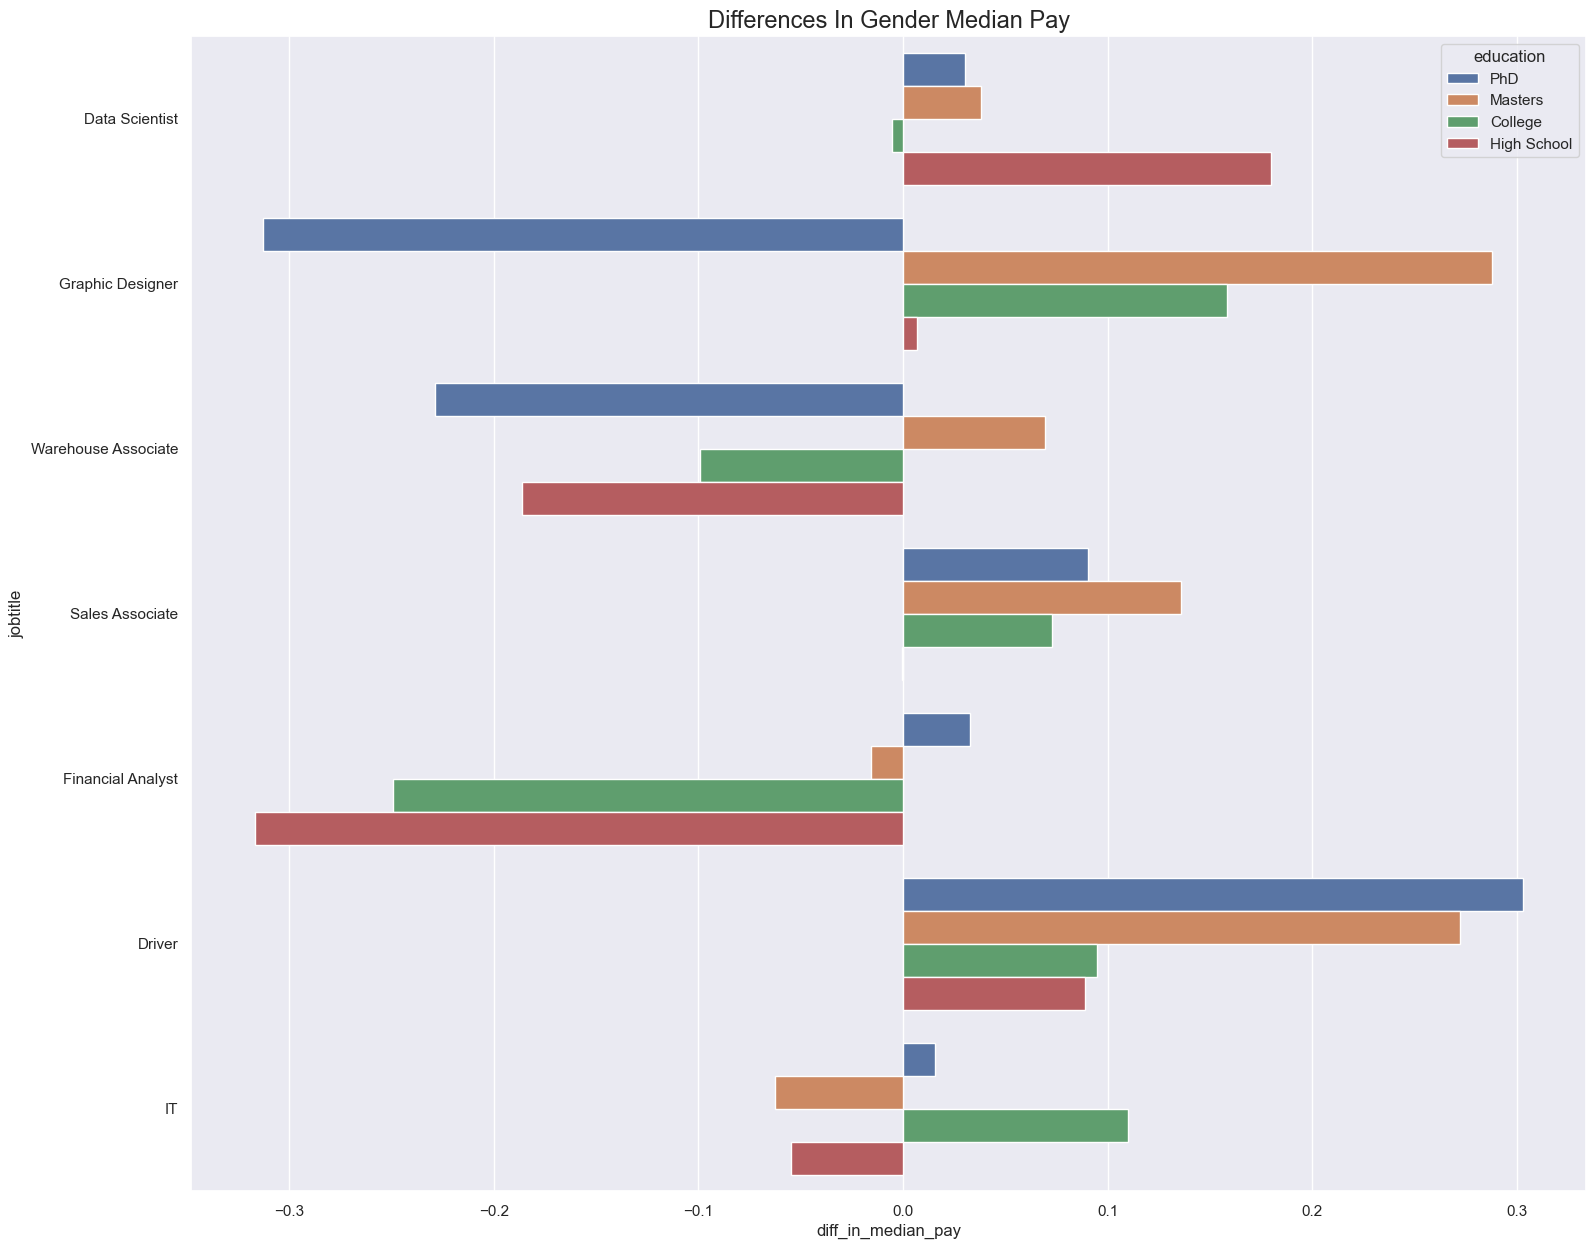 Differences In Gender Median Pay
education
PhD
Masters
College
High School
jobtitle
Data Scientist
Graphic Designer
Warehouse Associate
Sales Associate
Financial Analyst
Driver
IT
−0.3
−0.2
−0.1
0.0
0.1
0.2
0.3
diff_in_median_pay